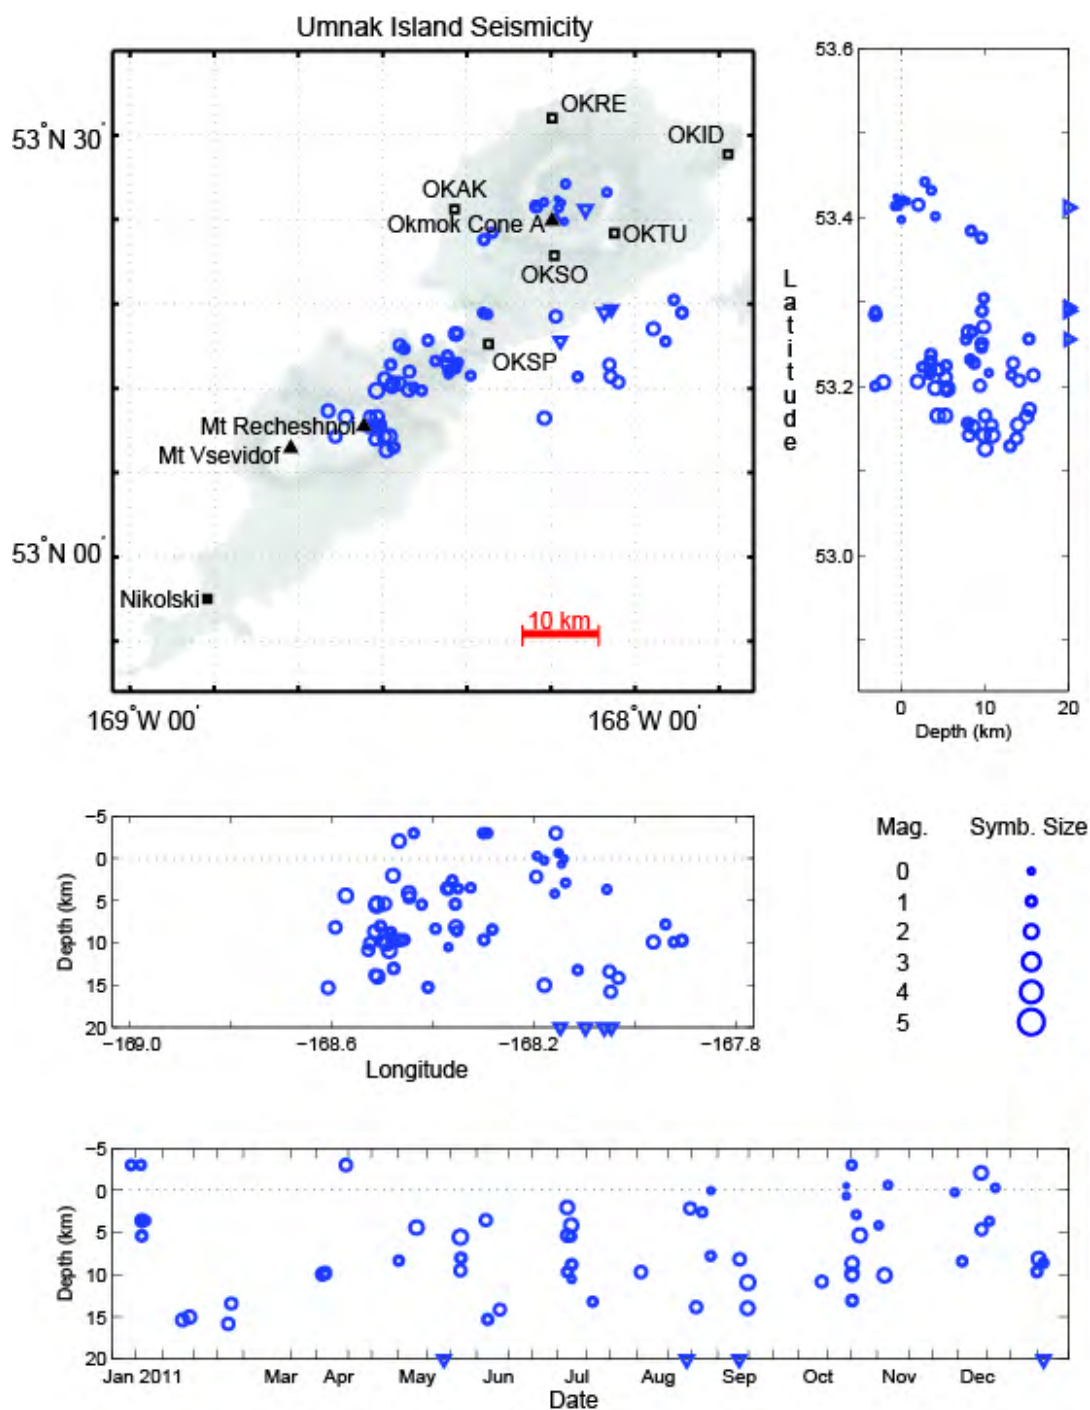 Umnak Island Seismicity
53°N 30'
OKRE
OKID
OKAK
Okmok Cone A
OKTU
OKSO
OKSP
Mt Recheshnoi
Mt Vsevidof
53°N 00'
Nikolski
10 km
169°W 00'
168°W 00'
53.6
53.4
53.2
53.0
Latitude
0
10
20
Depth (km)
−5
0
5
10
15
20
Depth (km)
−169.0
−168.6
−168.2
−167.8
Longitude
Mag. Symb. Size
0
1
2
3
4
5
−5
0
5
10
15
20
Depth (km)
Jan 2011 Mar Apr May Jun Jul Aug Sep Oct Nov Dec
Date